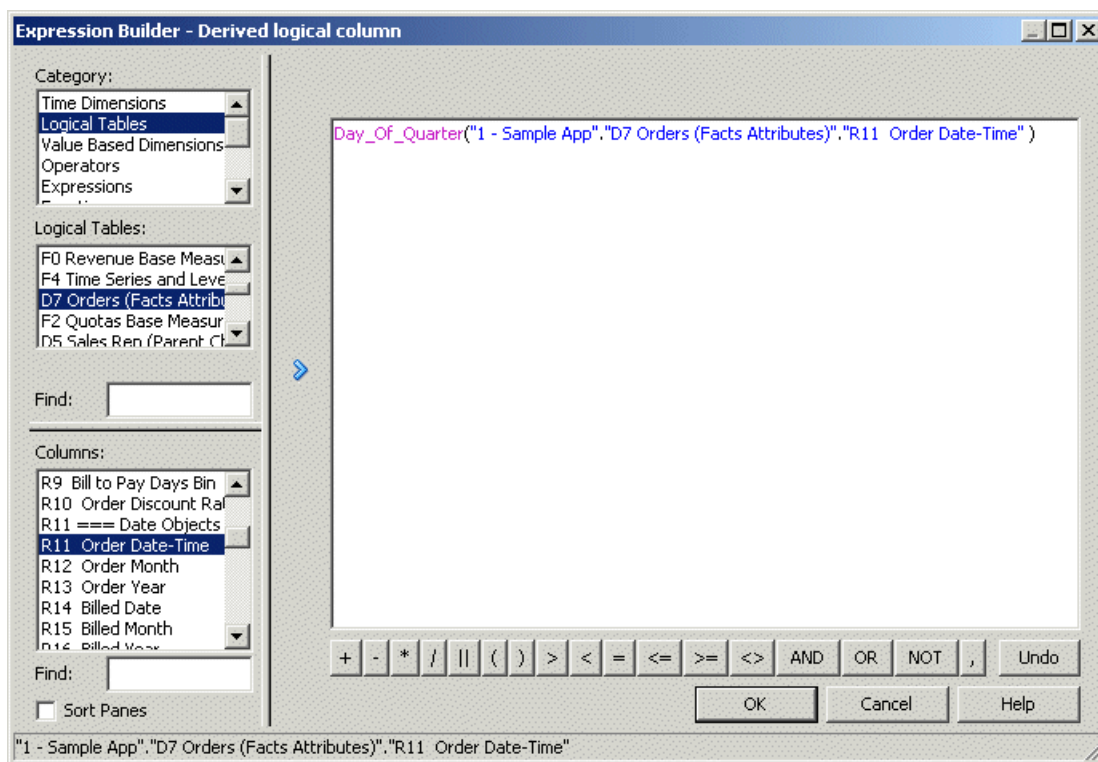 Expression Builder - Derived logical column
Category:
Time Dimensions
Logical Tables
Value Based Dimensions
Operators
Expressions
Logical Tables:
F0 Revenue Base Measu
F4 Time Series and Leve
D7 Orders (Facts Attribu
F2 Quotas Base Measur
D5 Sales Rep (Parent Ch
Find:
Columns:
R9 Bill to Pay Days Bin
R10 Order Discount Rat
R11 === Date Objects
R11 Order Date-Time
R12 Order Month
R13 Order Year
R14 Billed Date
R15 Billed Month
R16 Billed Year
Find:
Sort Panes
Day_Of_Quarter("1 - Sample App"."D7 Orders (Facts Attributes)"."R11  Order Date-Time" )
+ - * / || ( ) > < = <= >= <> AND OR NOT , Undo
OK Cancel Help
"1 - Sample App"."D7 Orders (Facts Attributes)"."R11  Order Date-Time"